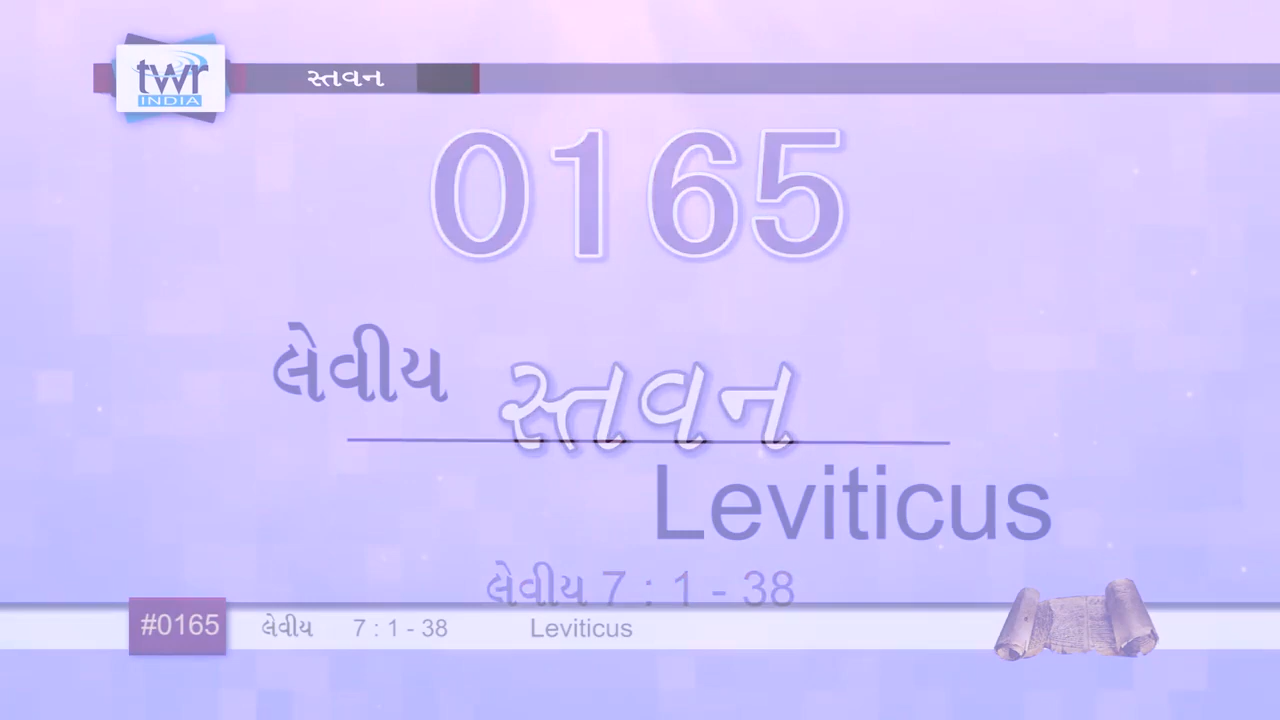 twr
INDIA
સ્તવન
0165
લેવીય
સ્તવન
Leviticus
લેવીય 7 : 1 - 38
#0165 લેવીય 7 : 1 - 38 Leviticus